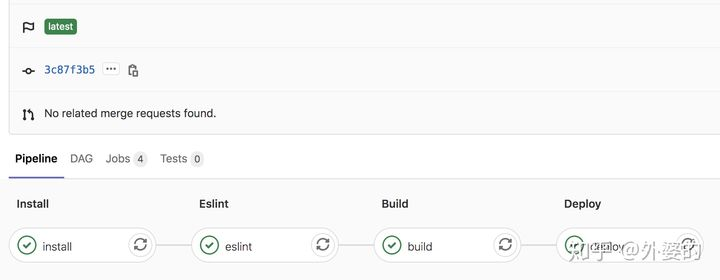 latest
3c87f3b5 ...
No related merge requests found.
Pipeline DAG Jobs 4 Tests 0
Install Eslint Build Deploy
install eslint build deploy
知乎 @外婆的